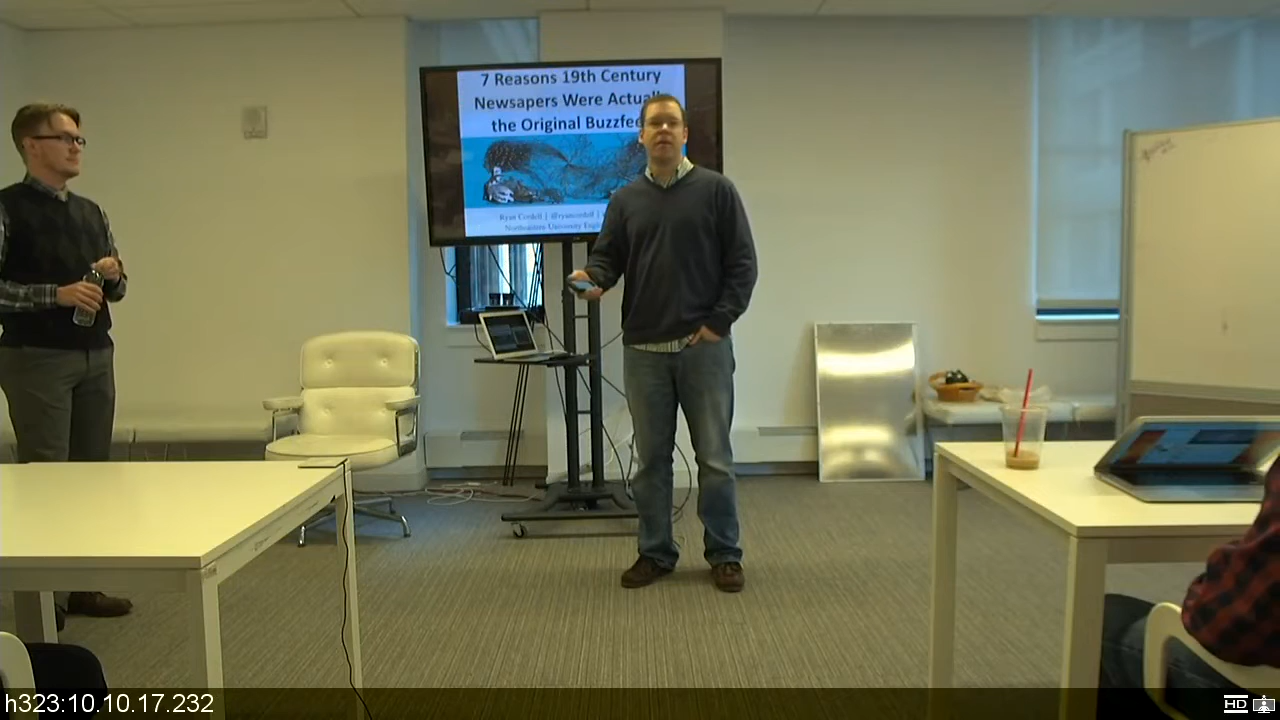 7 Reasons 19th Century
Newsapers Were Actuall
the Original Buzzfee
Ryan Cordell | @ryancordell |
Northeastern University Engli
h323:10.10.17.232
HD